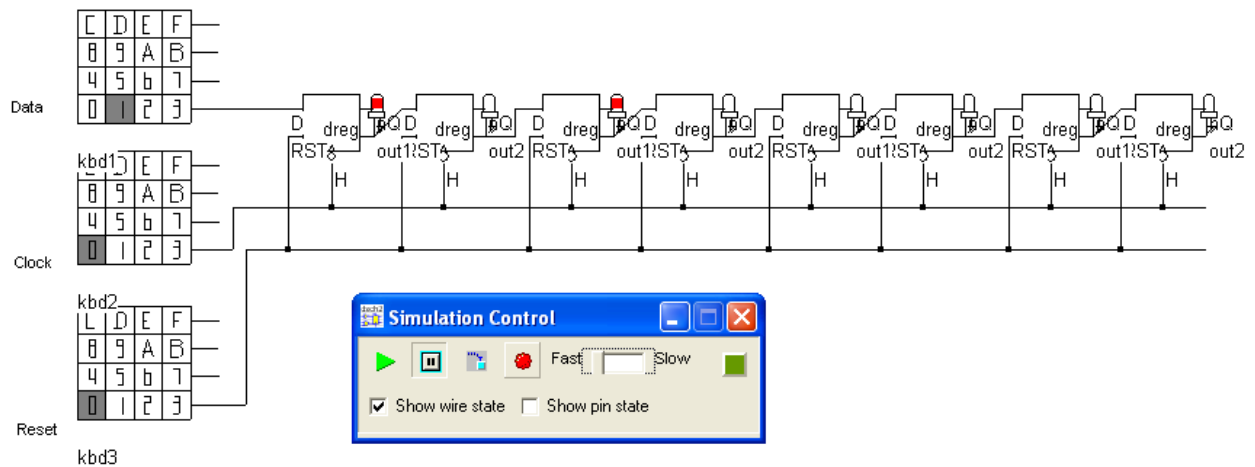 C D E F
8 9 A B
4 5 6 7
Data
0 1 2 3
D dreg Q D dreg Q D dreg Q D dreg Q D dreg Q D dreg Q D dreg Q D dreg Q
RST out1 RST out2 RST out1 RST out2 RST out1 RST out2 RST out1 RST out2
kbd1 D E F
H H H H H H H H
8 9 A B
4 5 6 7
0 1 2 3
Clock
kbd2
C D E F
Simulation Control
8 9 A B
Fast Slow
4 5 6 7
0 1 2 3
Show wire state Show pin state
Reset
kbd3